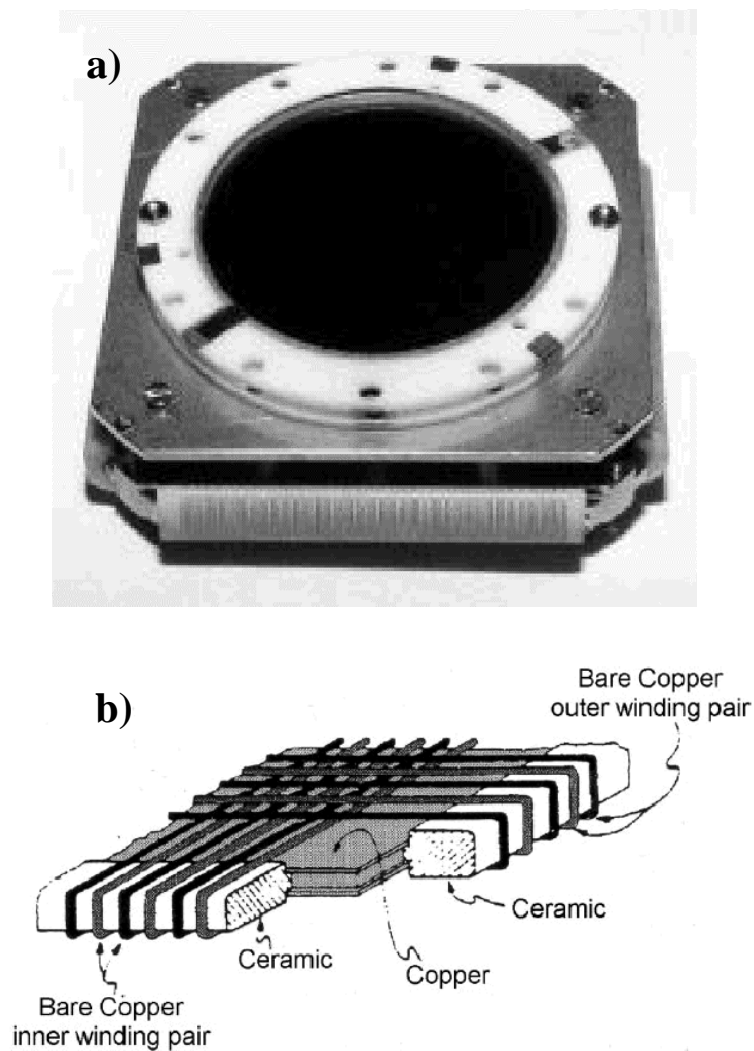 a)
b)
Bare Copper
outer winding pair
Ceramic
Ceramic
Copper
Bare Copper
inner winding pair